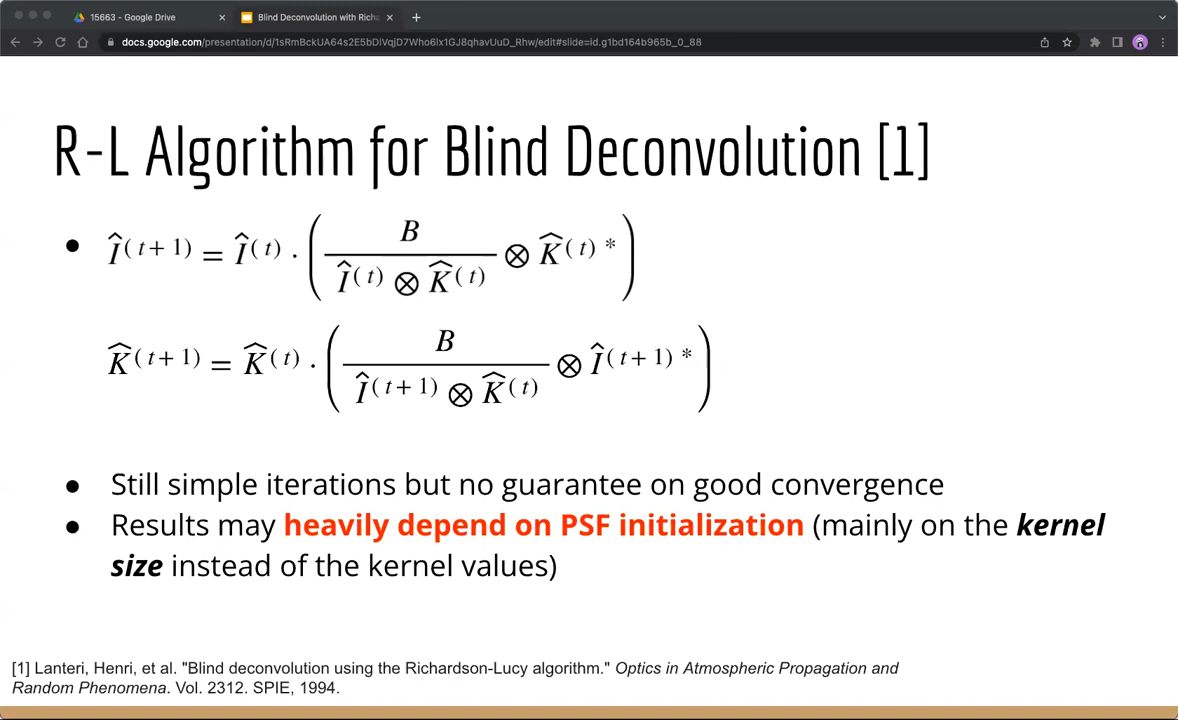 15663 - Google Drive
Blind Deconvolution with Rich
docs.google.com/presentation/d/1sRmBckUA64s2E5bDIVqjD7Who6lx1GJ8qhavUuD_Rhw/edit#slide=id.g1bd164b965b_0_88
R-L Algorithm for Blind Deconvolution [1]
● Î^(t+1) = Î^(t) · ( B / (Î^(t) ⊗ K̂^(t)) ⊗ K̂^(t)* )
K̂^(t+1) = K̂^(t) · ( B / (Î^(t+1) ⊗ K̂^(t)) ⊗ Î^(t+1)* )
● Still simple iterations but no guarantee on good convergence
● Results may heavily depend on PSF initialization (mainly on the kernel
size instead of the kernel values)
[1] Lanteri, Henri, et al. "Blind deconvolution using the Richardson-Lucy algorithm." Optics in Atmospheric Propagation and
Random Phenomena. Vol. 2312. SPIE, 1994.